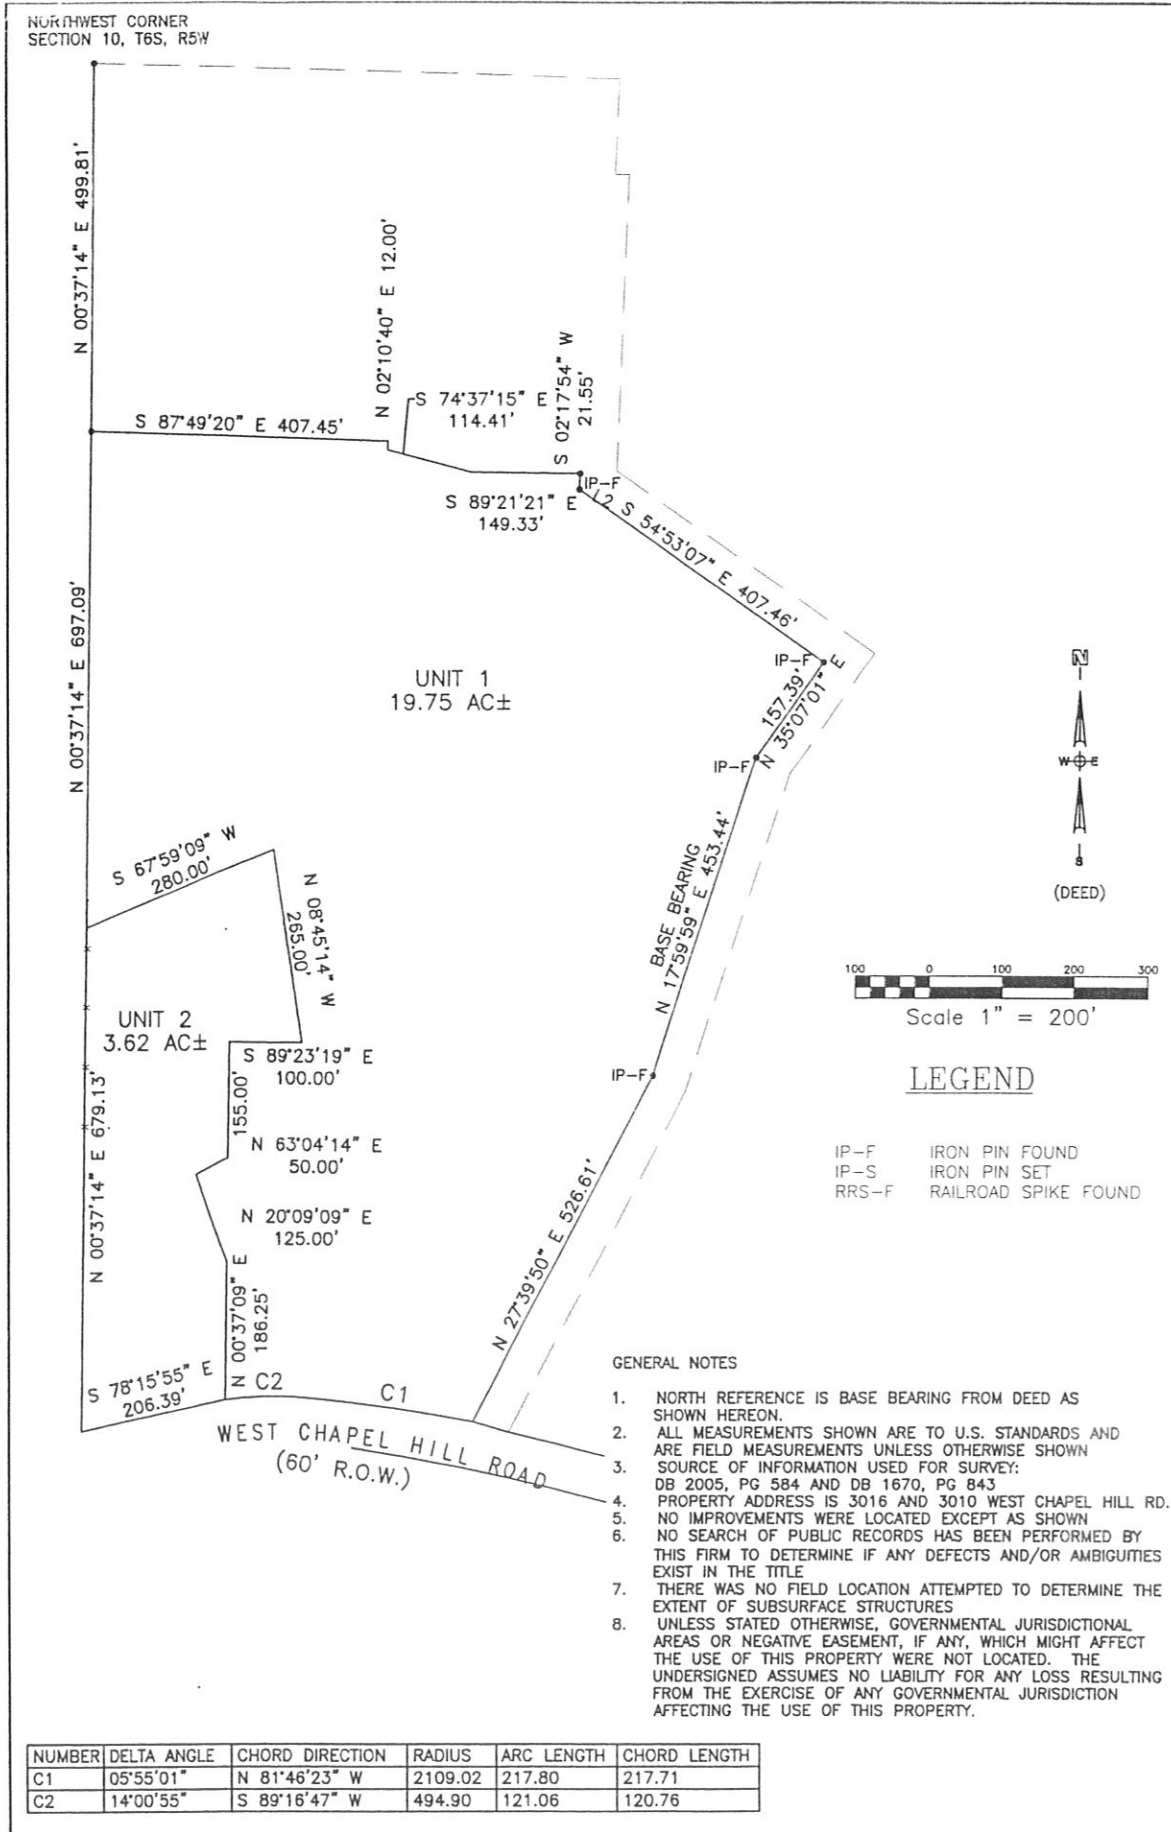 NORTHWEST CORNER
SECTION 10, T6S, R5W
N 00°37'14" E 499.81'
N 02°10'40" E 12.00'
S 74°37'15" E
114.41'
S 02°17'54" W
21.55'
S 87°49'20" E 407.45'
IP-F
S 89°21'21" E
149.33'
L2 S 54°53'07" E 407.46'
N 00°37'14" E 697.09'
UNIT 1
19.75 AC±
IP-F
157.39'
N 35°07'01" E
IP-F
N
W E
S
(DEED)
S 67°59'09" W
280.00'
N 08°45'14" W
265.00'
BASE BEARING
N 17°59'59" E 453.44'
100 0 100 200 300
Scale 1" = 200'
UNIT 2
3.62 AC±
S 89°23'19" E
100.00'
IP-F
LEGEND
155.00'
N 00°37'14" E 679.13'
N 63°04'14" E
50.00'
IP-F IRON PIN FOUND
IP-S IRON PIN SET
RRS-F RAILROAD SPIKE FOUND
N 20°09'09" E
125.00'
N 27°39'50" E 526.61'
N 00°37'09" E
186.25'
S 78°15'55" E
206.39'
C2
C1
WEST CHAPEL HILL ROAD
(60' R.O.W.)
GENERAL NOTES
1. NORTH REFERENCE IS BASE BEARING FROM DEED AS
SHOWN HEREON.
2. ALL MEASUREMENTS SHOWN ARE TO U.S. STANDARDS AND
ARE FIELD MEASUREMENTS UNLESS OTHERWISE SHOWN
3. SOURCE OF INFORMATION USED FOR SURVEY:
DB 2005, PG 584 AND DB 1670, PG 843
4. PROPERTY ADDRESS IS 3016 AND 3010 WEST CHAPEL HILL RD.
5. NO IMPROVEMENTS WERE LOCATED EXCEPT AS SHOWN
6. NO SEARCH OF PUBLIC RECORDS HAS BEEN PERFORMED BY
THIS FIRM TO DETERMINE IF ANY DEFECTS AND/OR AMBIGUITIES
EXIST IN THE TITLE
7. THERE WAS NO FIELD LOCATION ATTEMPTED TO DETERMINE THE
EXTENT OF SUBSURFACE STRUCTURES
8. UNLESS STATED OTHERWISE, GOVERNMENTAL JURISDICTIONAL
AREAS OR NEGATIVE EASEMENT, IF ANY, WHICH MIGHT AFFECT
THE USE OF THIS PROPERTY WERE NOT LOCATED. THE
UNDERSIGNED ASSUMES NO LIABILITY FOR ANY LOSS RESULTING
FROM THE EXERCISE OF ANY GOVERNMENTAL JURISDICTION
AFFECTING THE USE OF THIS PROPERTY.
NUMBER DELTA ANGLE CHORD DIRECTION RADIUS ARC LENGTH CHORD LENGTH
C1 05°55'01" N 81°46'23" W 2109.02 217.80 217.71
C2 14°00'55" S 89°16'47" W 494.90 121.06 120.76